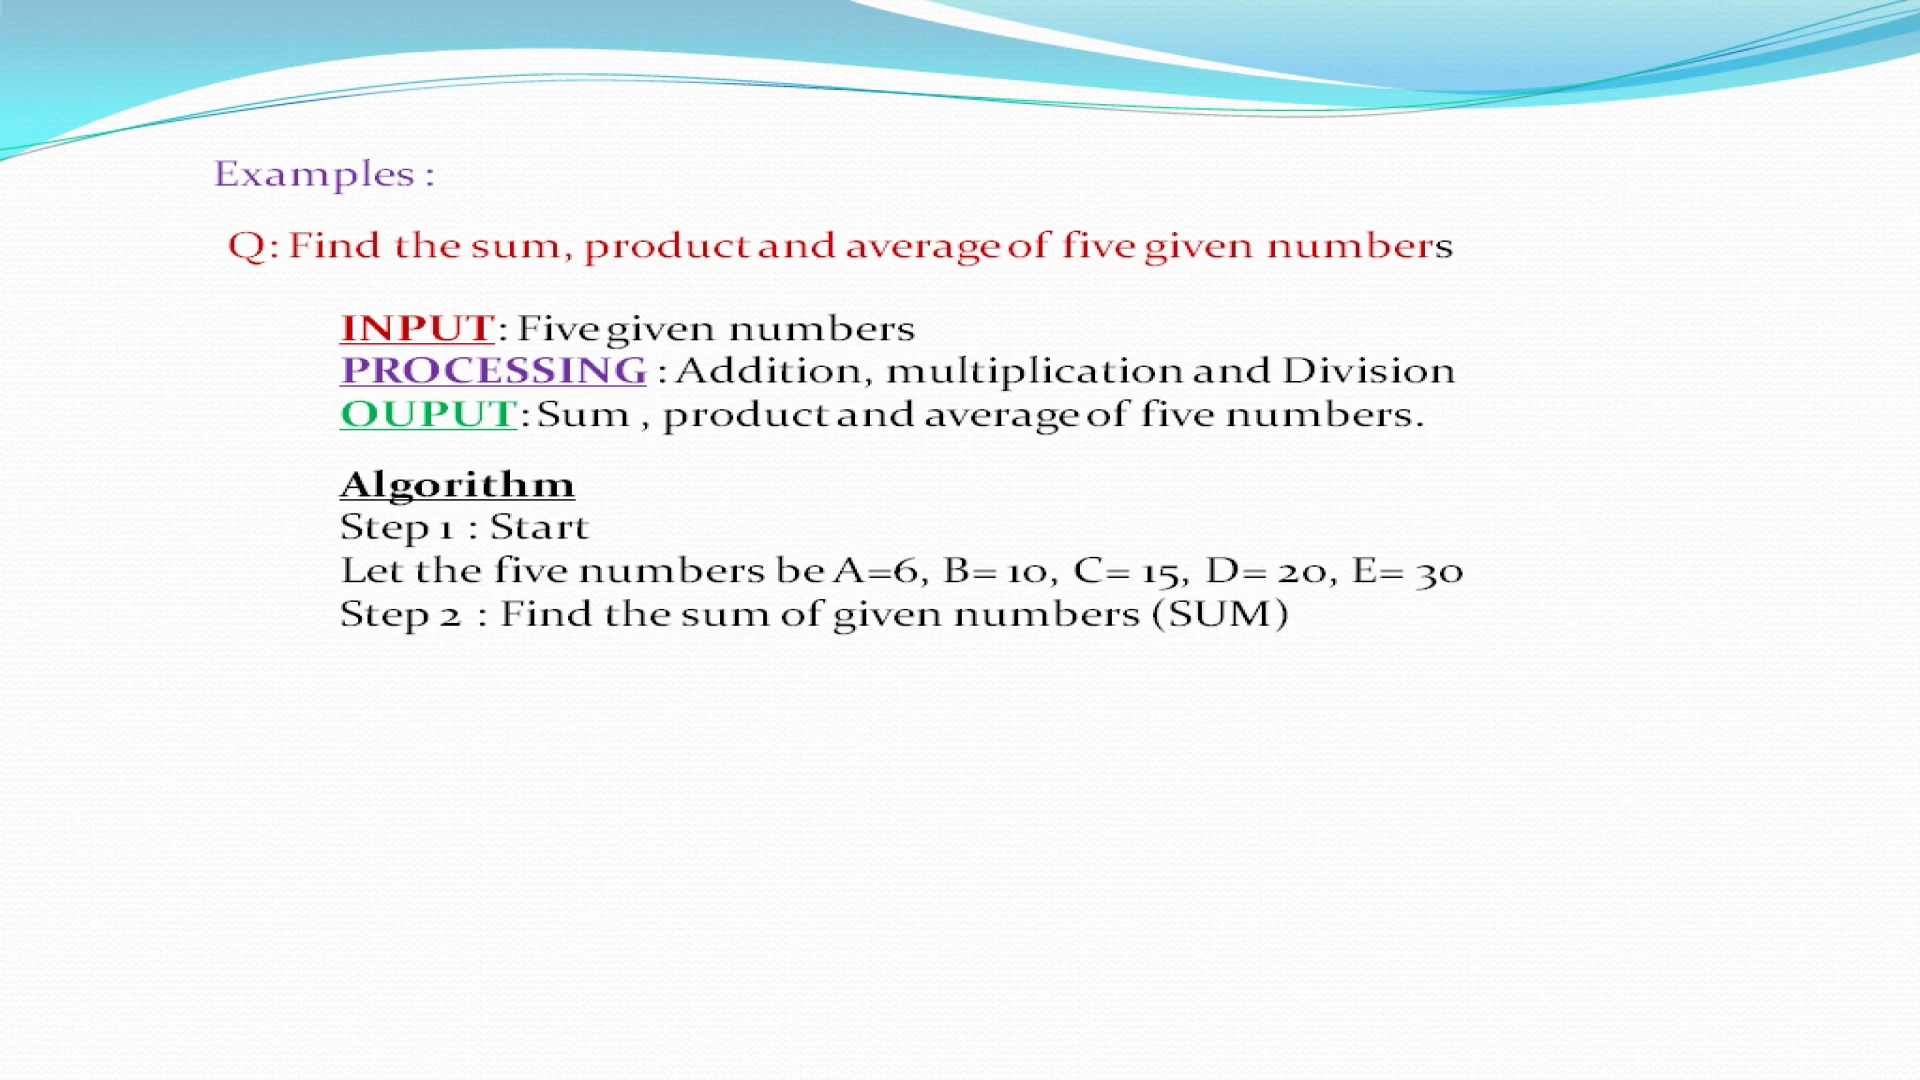 Examples :
Q: Find the sum, product and average of five given numbers
INPUT: Five given numbers
PROCESSING : Addition, multiplication and Division
OUPUT: Sum , product and average of five numbers.
Algorithm
Step 1 : Start
Let the five numbers be A=6, B= 10, C= 15, D= 20, E= 30
Step 2 : Find the sum of given numbers (SUM)